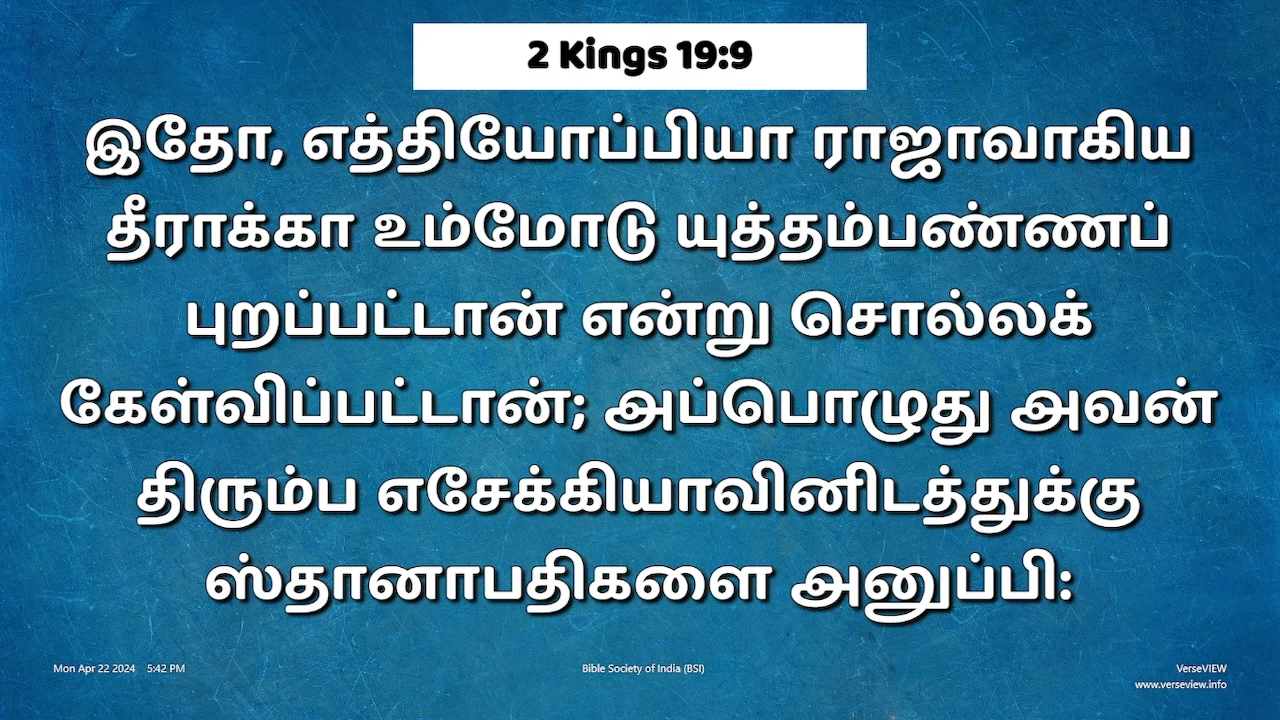 2 Kings 19:9
இதோ, எத்தியோப்பியா ராஜாவாகிய
தீராக்கா உம்மோடு யுத்தம்பண்ணப்
புறப்பட்டான் என்று சொல்லக்
கேள்விப்பட்டான்; அப்பொழுது அவன்
திரும்ப எசேக்கியாவினிடத்துக்கு
ஸ்தானாபதிகளை அனுப்பி:
Mon Apr 22 2024 5:42 PM
Bible Society of India (BSI)
VerseVIEW
www.verseview.info